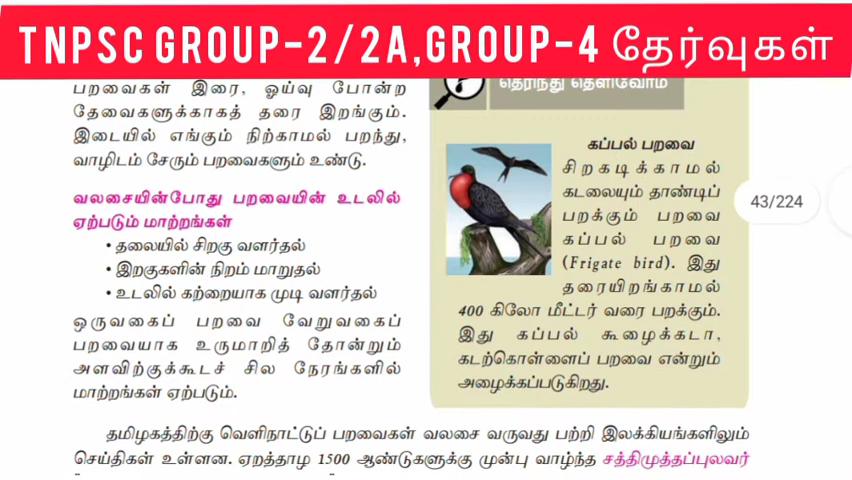 TNPSC GROUP-2/2A,GROUP-4 தேர்வுகள்
பறவைகள் இரை, ஓய்வு போன்ற
தேவைகளுக்காகத் தரை இறங்கும்.
இடையில் எங்கும் நிற்காமல் பறந்து,
வாழிடம் சேரும் பறவைகளும் உண்டு.
வலசையின்போது பறவையின் உடலில்
ஏற்படும் மாற்றங்கள்
• தலையில் சிறகு வளர்தல்
• இறகுகளின் நிறம் மாறுதல்
• உடலில் கற்றையாக முடி வளர்தல்
ஒருவகைப் பறவை வேறுவகைப்
பறவையாக உருமாறித் தோன்றும்
அளவிற்குக்கூடச் சில நேரங்களில்
மாற்றங்கள் ஏற்படும்.
தெரிந்து தெளிவோம்
கப்பல் பறவை
சிறகடிக்காமல்
கடலையும் தாண்டிப்
பறக்கும் பறவை
கப்பல் பறவை
(Frigate bird). இது
தரையிறங்காமல்
400 கிலோ மீட்டர் வரை பறக்கும்.
இது கப்பல் கூழைக்கடா,
கடற்கொள்ளைப் பறவை என்றும்
அழைக்கப்படுகிறது.
43/224
தமிழகத்திற்கு வெளிநாட்டுப் பறவைகள் வலசை வருவது பற்றி இலக்கியங்களிலும்
செய்திகள் உள்ளன. ஏறத்தாழ 1500 ஆண்டுகளுக்கு முன்பு வாழ்ந்த சத்திமுத்தப்புலவர்